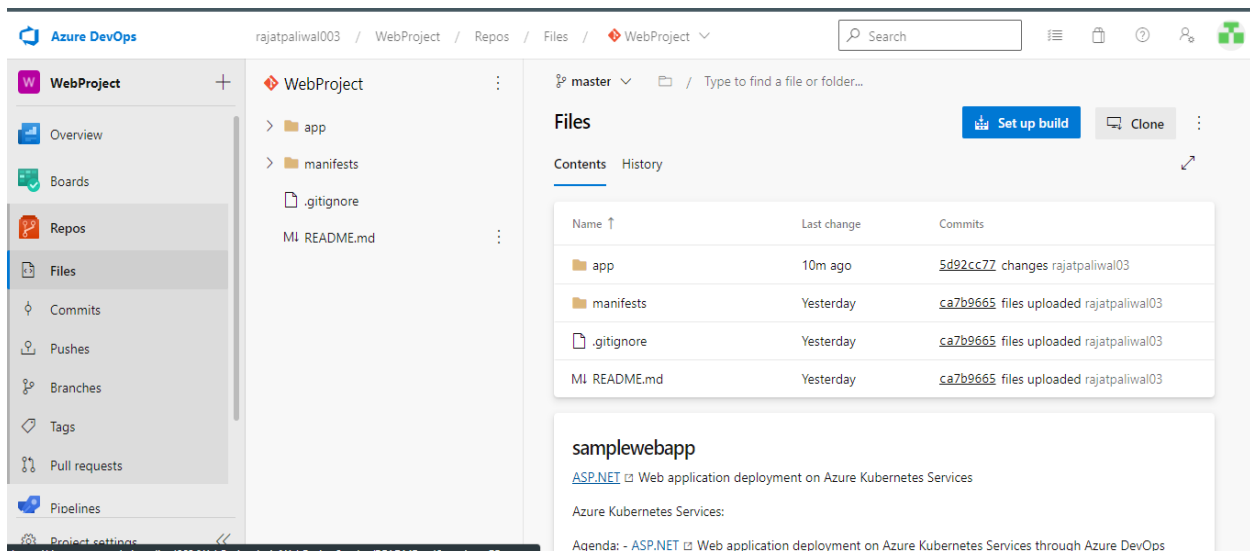 Azure DevOps
rajatpaliwal003 / WebProject / Repos / Files / WebProject
Search
W WebProject
Overview
Boards
Repos
Files
Commits
Pushes
Branches
Tags
Pull requests
Pipelines
Project settings
WebProject
app
manifests
.gitignore
M↓ README.md
master / Type to find a file or folder...
Files
Set up build
Clone
Contents History
Name ↑ Last change Commits
app 10m ago 5d92cc77 changes rajatpaliwal03
manifests Yesterday ca7b9665 files uploaded rajatpaliwal03
.gitignore Yesterday ca7b9665 files uploaded rajatpaliwal03
M↓ README.md Yesterday ca7b9665 files uploaded rajatpaliwal03
samplewebapp
ASP.NET Web application deployment on Azure Kubernetes Services
Azure Kubernetes Services:
Agenda: - ASP.NET Web application deployment on Azure Kubernetes Services through Azure DevOps